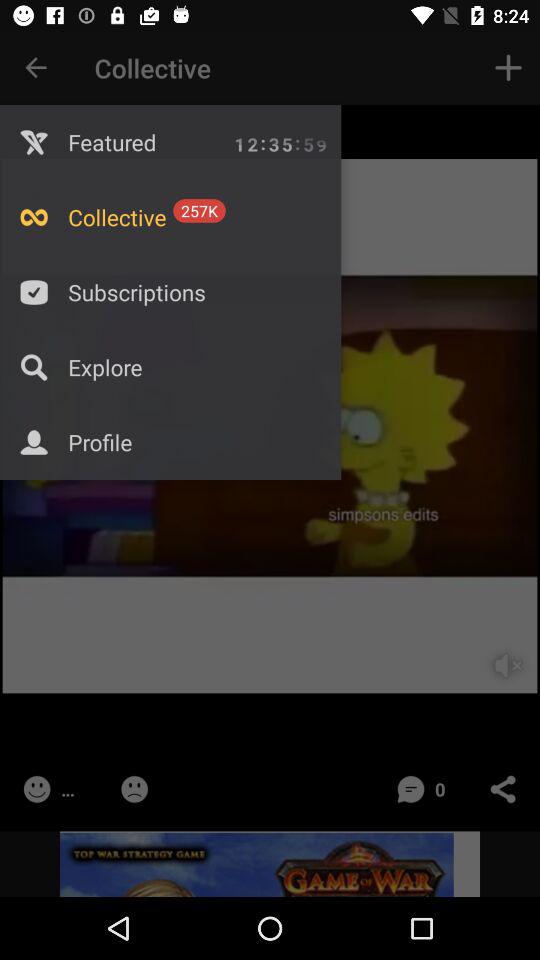 8:24
Collective
Featured 12:35:59
Collective 257K
Subscriptions
Explore
Profile
simpsons edits
... 0
TOP WAR STRATEGY GAME
GAME OF WAR